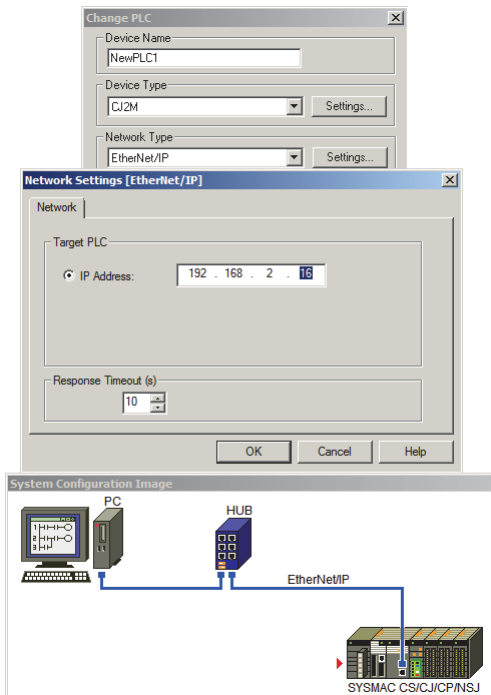 Change PLC
Device Name
NewPLC1
Device Type
CJ2M
Settings...
Network Type
EtherNet/IP
Settings...
Network Settings [EtherNet/IP]
Network
Target PLC
IP Address:
192 . 168 . 2 . 16
Response Timeout (s)
10
OK
Cancel
Help
System Configuration Image
PC
HUB
EtherNet/IP
SYSMAC CS/CJ/CP/NSJ